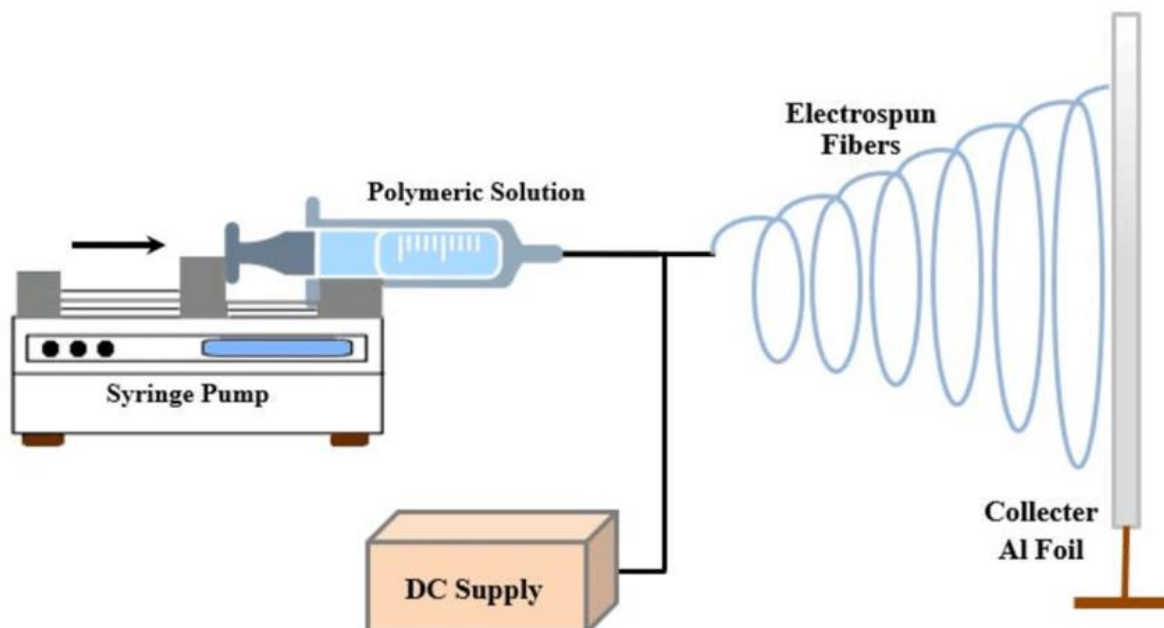 Electrospun
Fibers
Polymeric Solution
Syringe Pump
Collecter
Al Foil
DC Supply